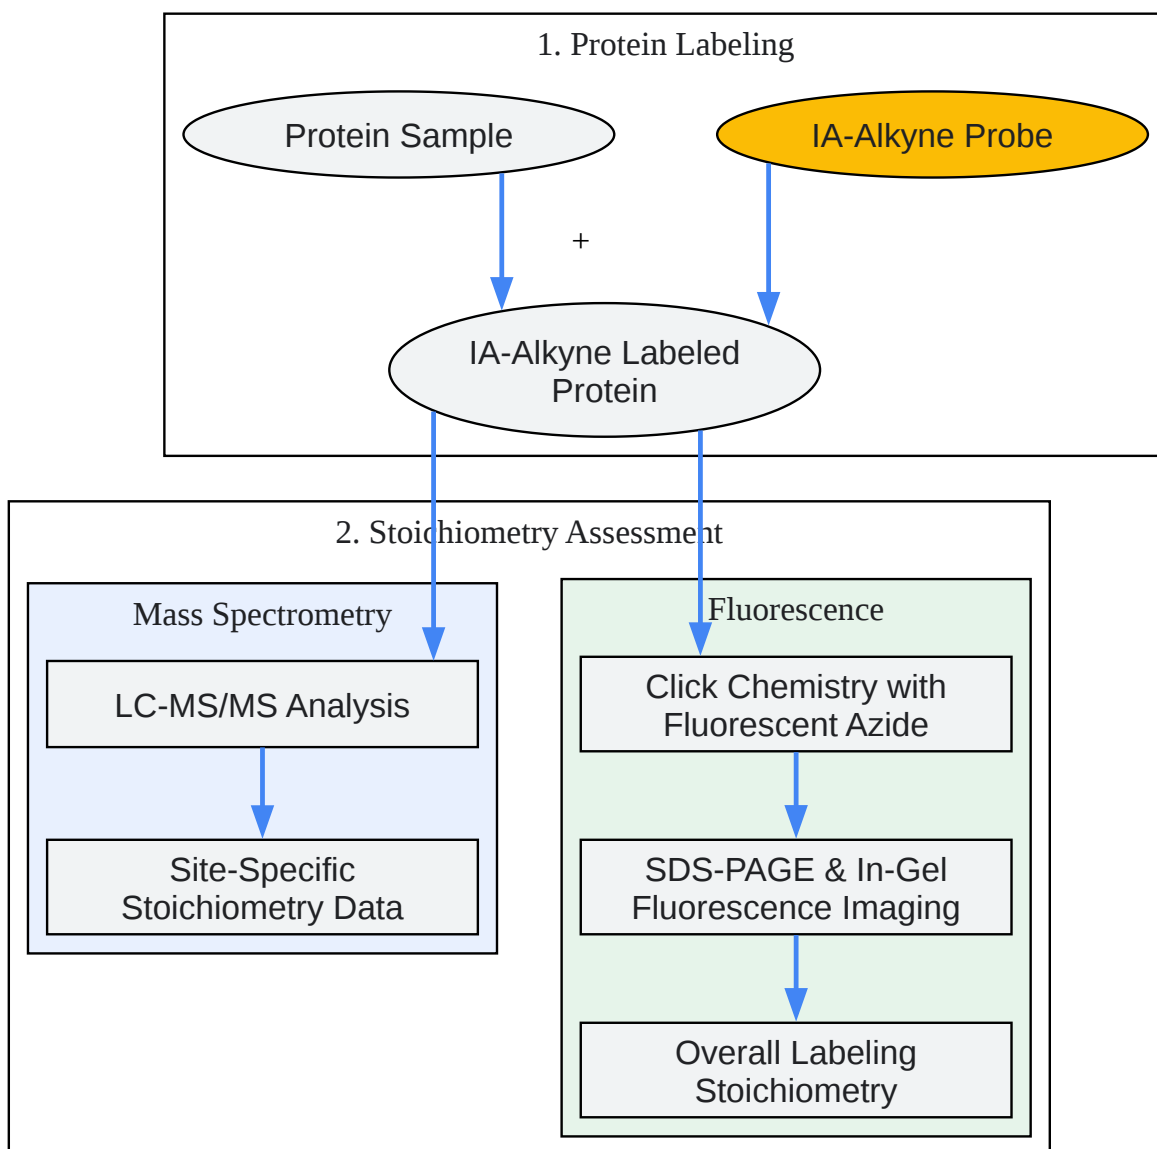 1. Protein Labeling
Protein Sample
IA-Alkyne Probe
+
IA-Alkyne Labeled
Protein
2. Stoichiometry Assessment
Mass Spectrometry
LC-MS/MS Analysis
Site-Specific
Stoichiometry Data
Fluorescence
Click Chemistry with
Fluorescent Azide
SDS-PAGE & In-Gel
Fluorescence Imaging
Overall Labeling
Stoichiometry